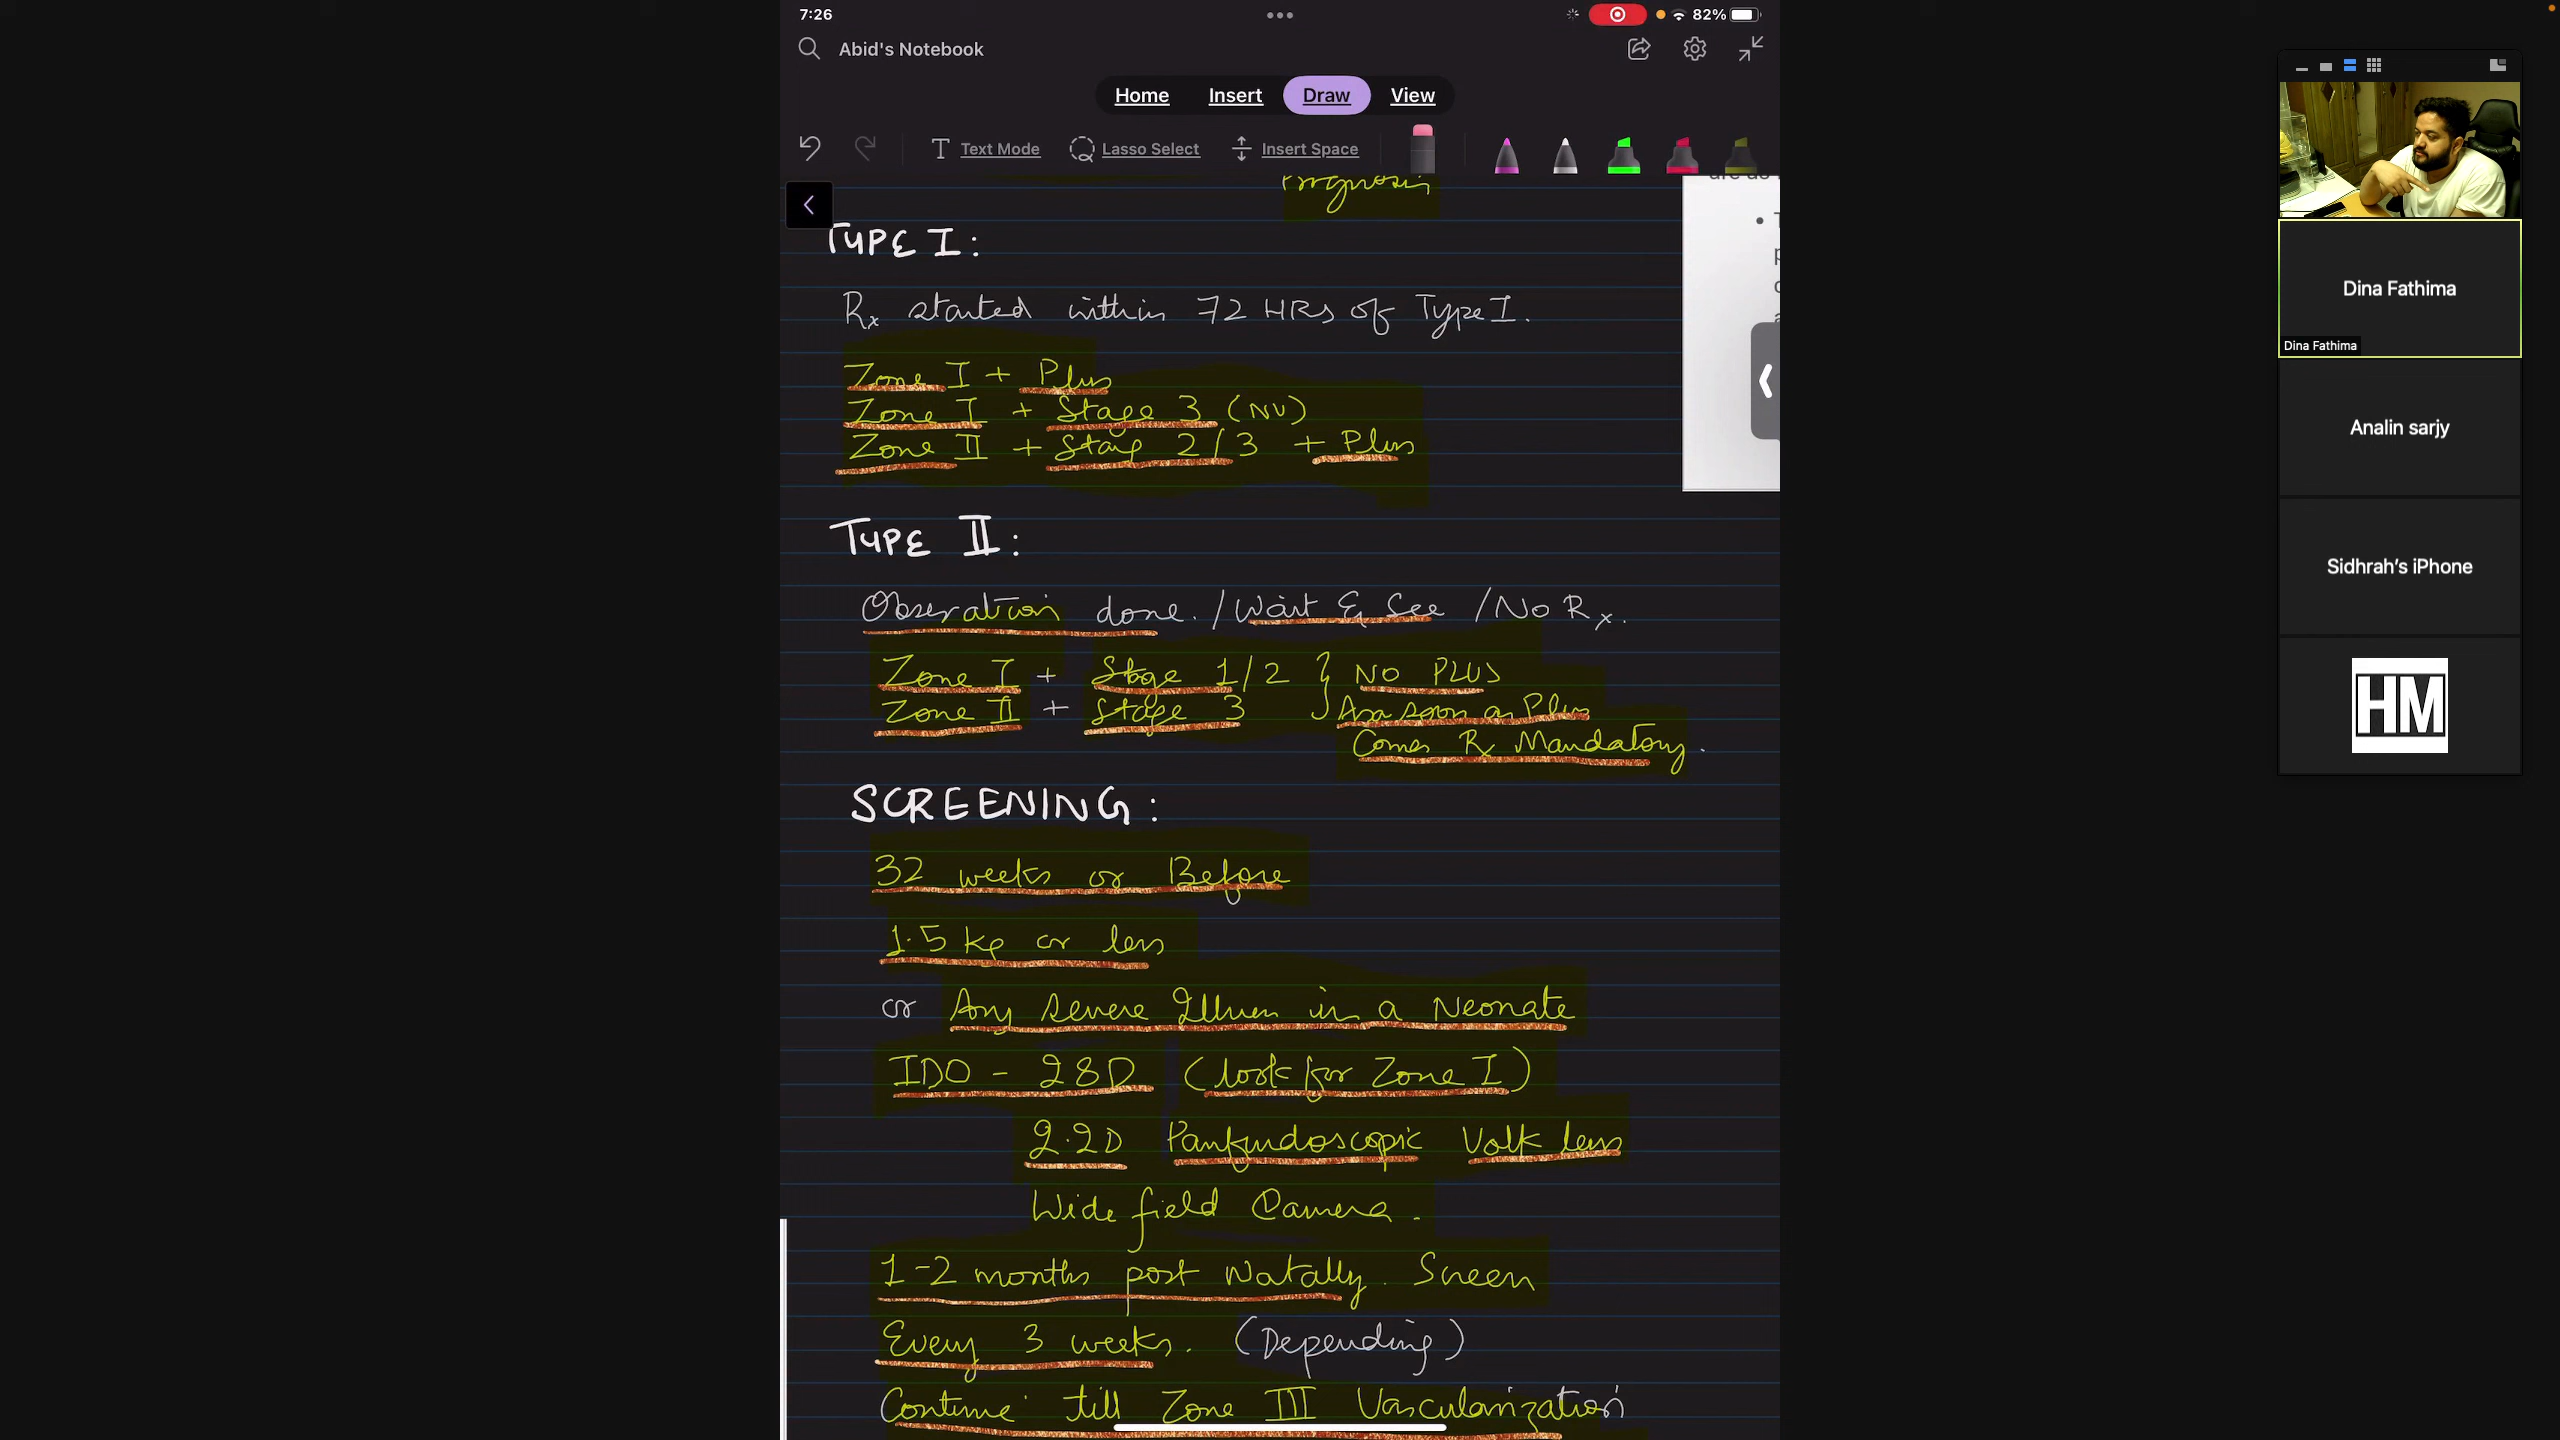 7:26
82%
Abid's Notebook
Home Insert Draw View
Text Mode Lasso Select Insert Space
Prognosis
TYPE I:
Rx started within 72 HRs of Type I.
Zone I + Plus
Zone I + Stage 3 (NV)
Zone II + Stage 2/3 + Plus
TYPE II:
Observation done. / Wait & See / No Rx.
Zone I + Stage 1/2 } NO PLUS
Zone II + Stage 3 As soon as Plus
Comes Rx Mandatory.
SCREENING:
32 weeks or Before
1.5 kg or less
or Any severe Illness in a Neonate
IDO - 28D (look for Zone I)
2.2D Panfundoscopic Volk lens
Wide field Camera.
1-2 months post Natally. Screen
Every 3 weeks. (Depending)
Continue till Zone III Vascularization
Dina Fathima
Dina Fathima
Analin sarjy
Sidhrah's iPhone
HM